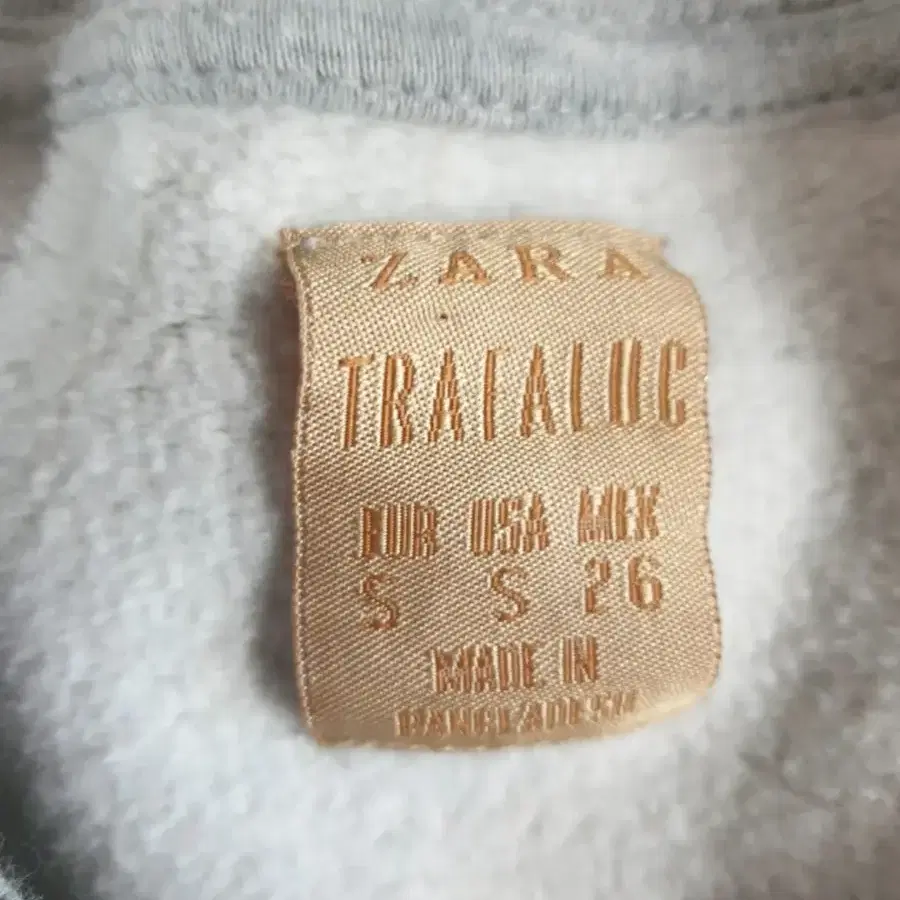 ZARA
TRAFALUC
EUR USA MEX
S S 26
MADE IN
BANGLADESH